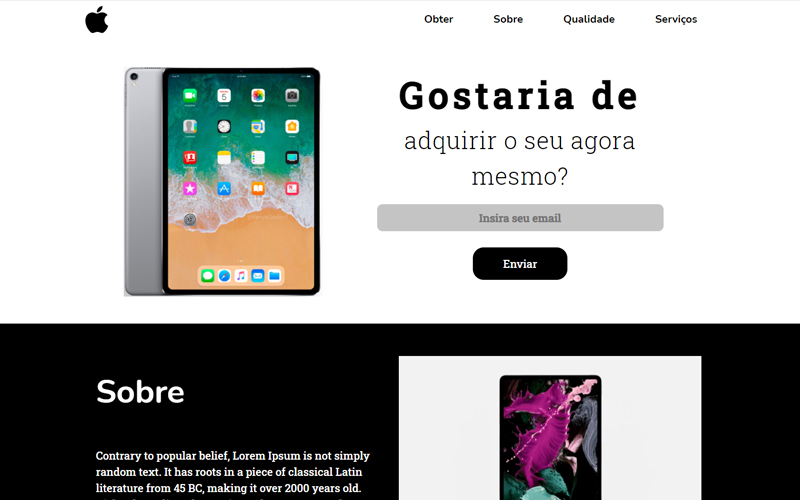 Obter Sobre Qualidade Serviços
Gostaria de
adquirir o seu agora
mesmo?
Insira seu email
Enviar
Sobre
Contrary to popular belief, Lorem Ipsum is not simply
random text. It has roots in a piece of classical Latin
literature from 45 BC, making it over 2000 years old.